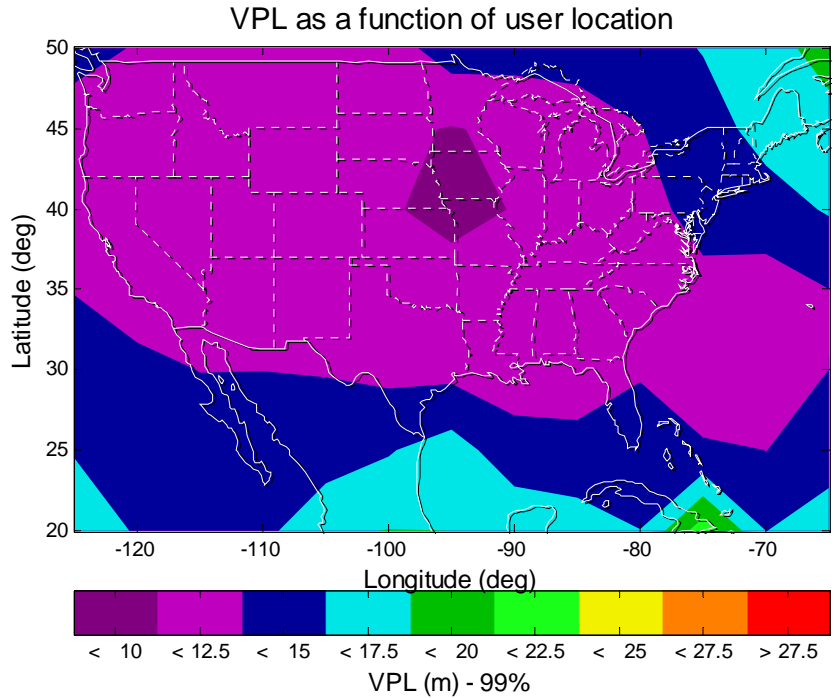 VPL as a function of user location
50
45
40
35
30
25
20
Latitude (deg)
-120 -110 -100 -90 -80 -70
Longitude (deg)
< 10 < 12.5 < 15 < 17.5 < 20 < 22.5 < 25 < 27.5 > 27.5
VPL (m) - 99%